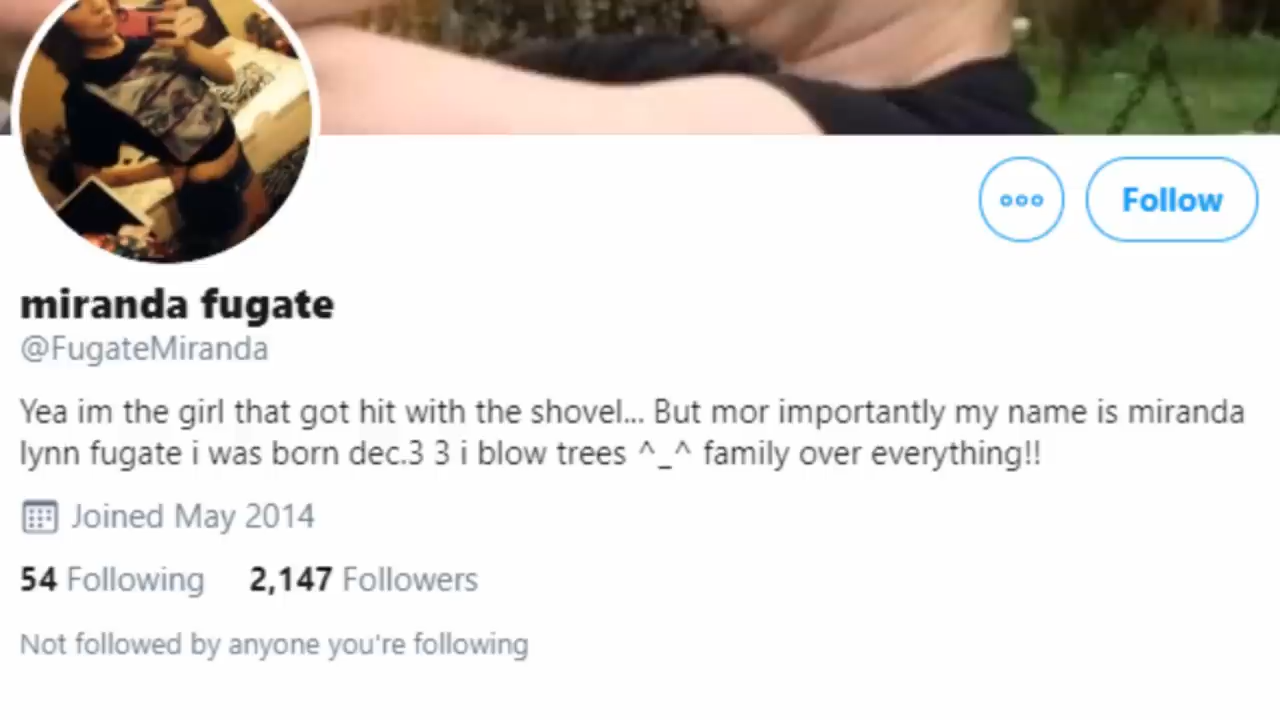 Follow
miranda fugate
@FugateMiranda
Yea im the girl that got hit with the shovel... But mor importantly my name is miranda
lynn fugate i was born dec.3 3 i blow trees ^_^ family over everything!!
Joined May 2014
54 Following 2,147 Followers
Not followed by anyone you're following